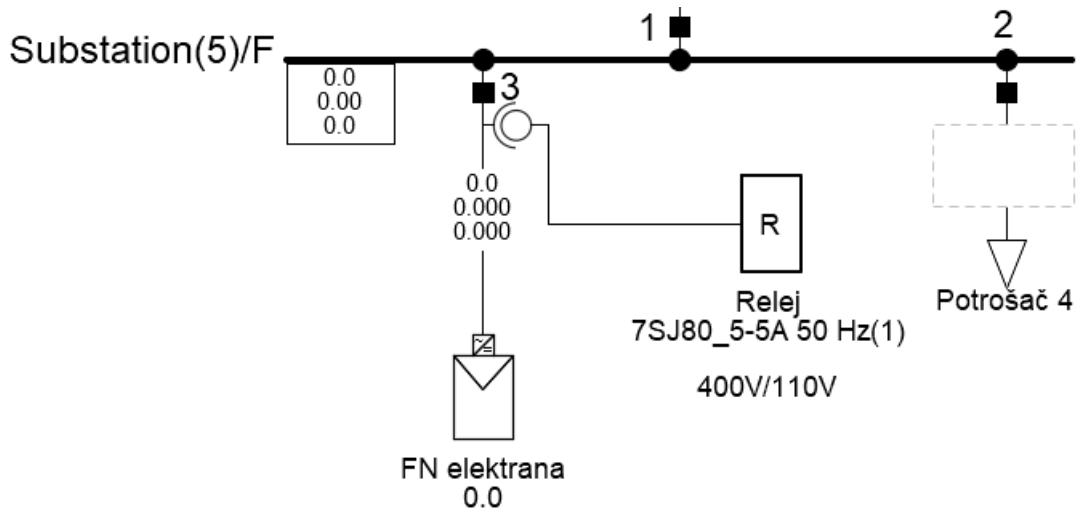 1
2
Substation(5)/F
0.0
0.00
0.0
3
0.0
0.000
0.000
R
Relej
7SJ80_5-5A 50 Hz(1)
400V/110V
Potrošač 4
FN elektrana
0.0